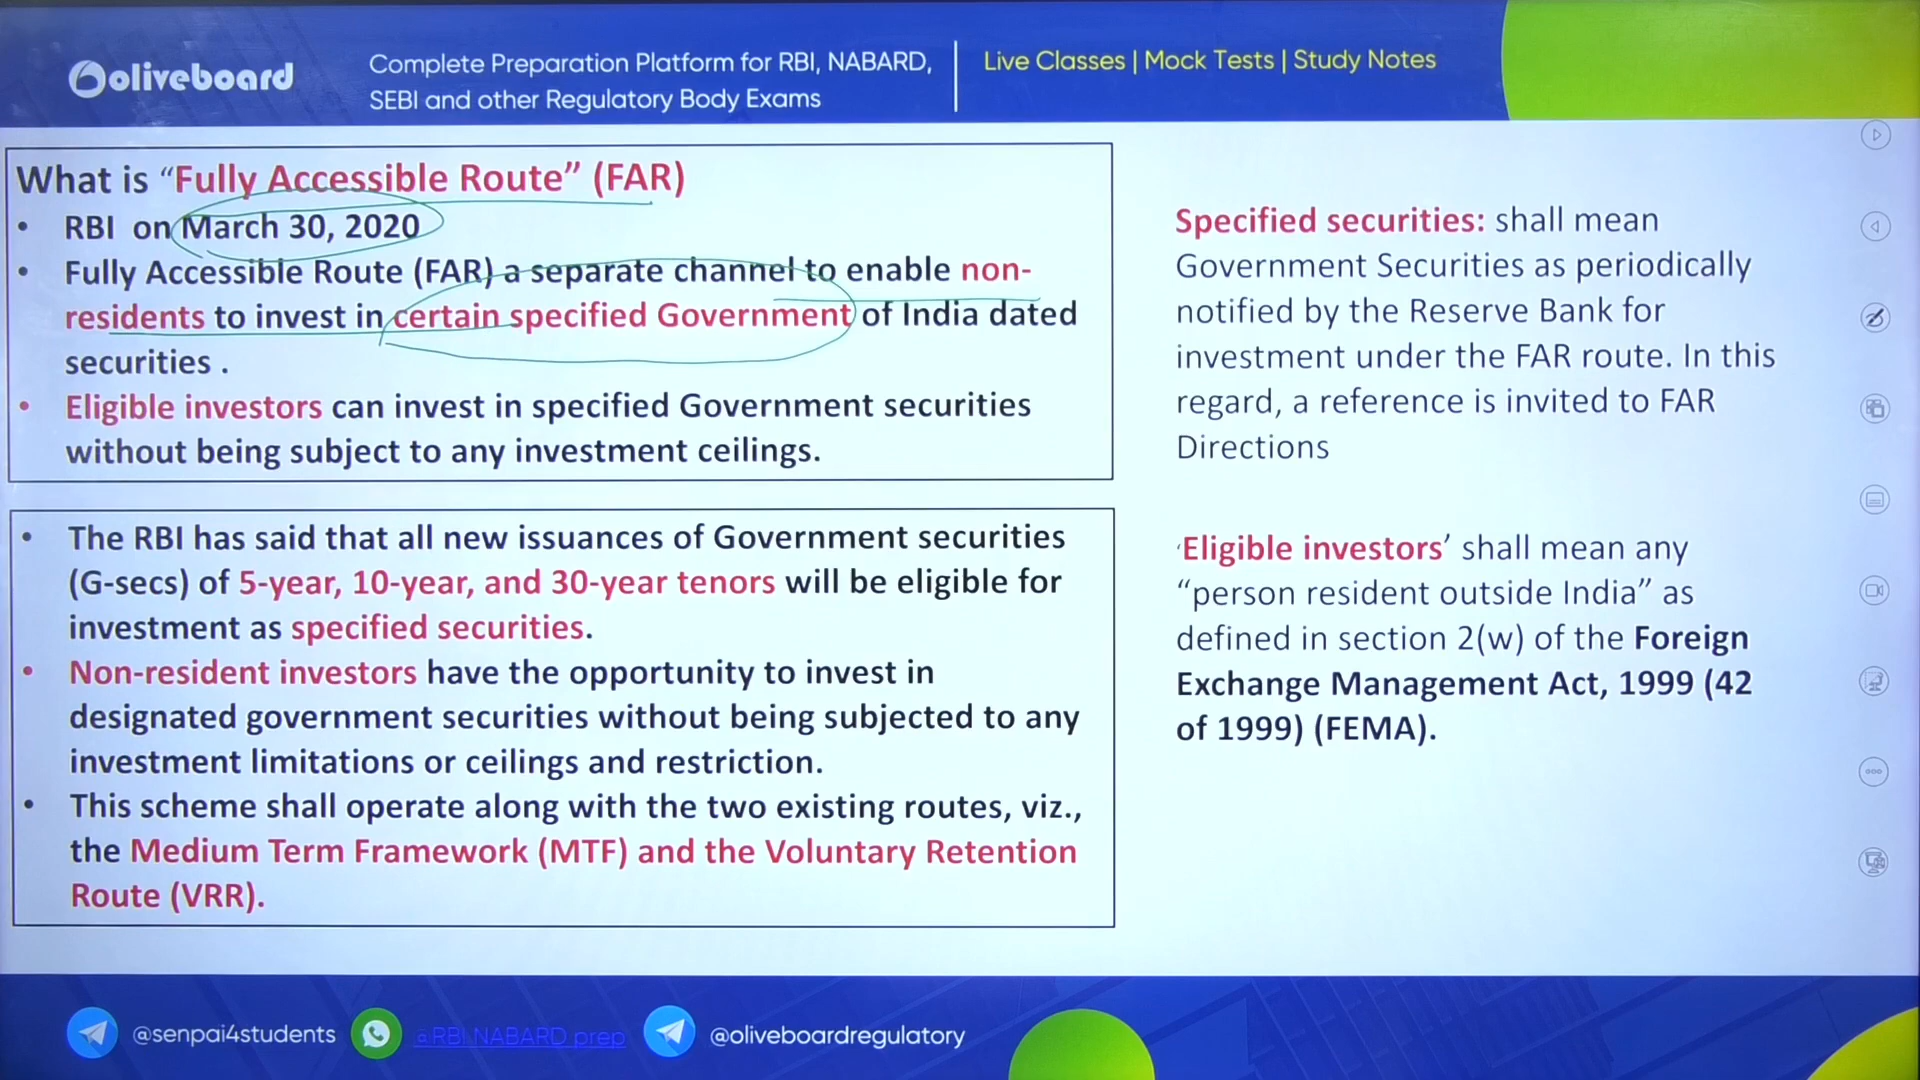 oliveboard
Complete Preparation Platform for RBI, NABARD,
SEBI and other Regulatory Body Exams
Live Classes | Mock Tests | Study Notes
What is “Fully Accessible Route” (FAR)
• RBI on March 30, 2020
• Fully Accessible Route (FAR) a separate channel to enable non-
residents to invest in certain specified Government of India dated
securities .
• Eligible investors can invest in specified Government securities
without being subject to any investment ceilings.
• The RBI has said that all new issuances of Government securities
(G-secs) of 5-year, 10-year, and 30-year tenors will be eligible for
investment as specified securities.
• Non-resident investors have the opportunity to invest in
designated government securities without being subjected to any
investment limitations or ceilings and restriction.
• This scheme shall operate along with the two existing routes, viz.,
the Medium Term Framework (MTF) and the Voluntary Retention
Route (VRR).
Specified securities: shall mean
Government Securities as periodically
notified by the Reserve Bank for
investment under the FAR route. In this
regard, a reference is invited to FAR
Directions
‘Eligible investors’ shall mean any
“person resident outside India” as
defined in section 2(w) of the Foreign
Exchange Management Act, 1999 (42
of 1999) (FEMA).
@senpai4students
RBI NABARD prep
@oliveboardregulatory